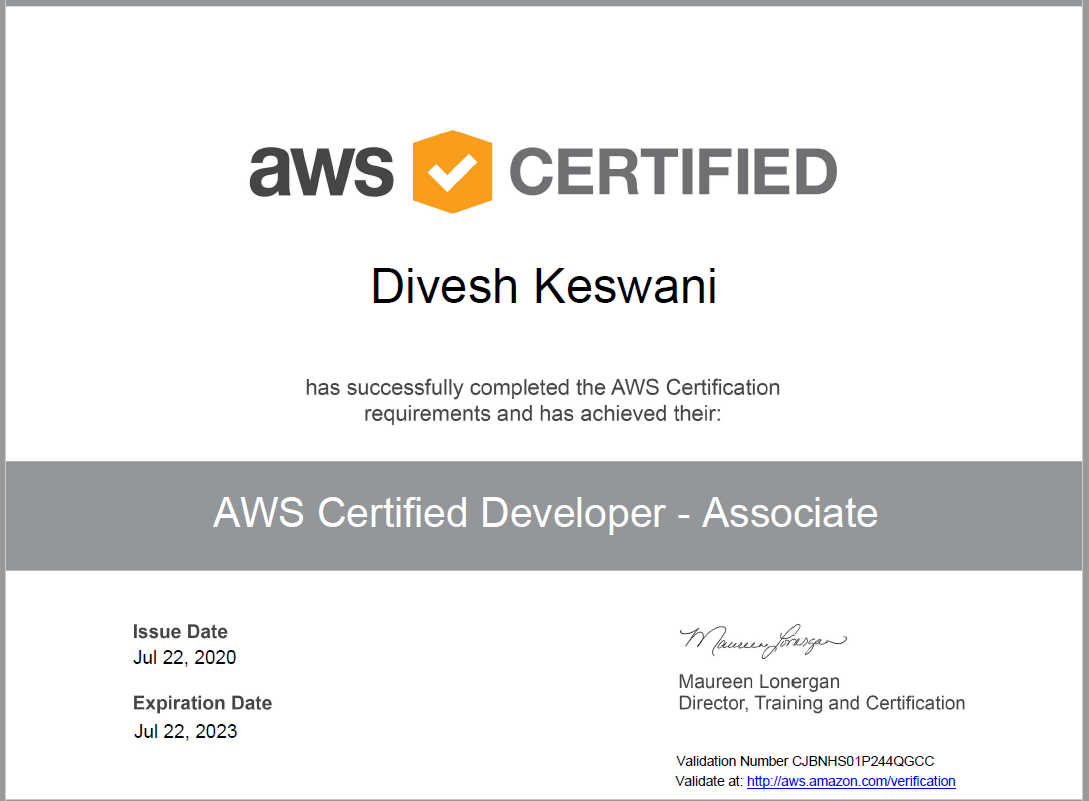 aws CERTIFIED
Divesh Keswani
has successfully completed the AWS Certification
requirements and has achieved their:
AWS Certified Developer - Associate
Issue Date
Jul 22, 2020
Expiration Date
Jul 22, 2023
Maureen Lonergan
Maureen Lonergan
Director, Training and Certification
Validation Number CJBNHS01P244QGCC
Validate at: http://aws.amazon.com/verification